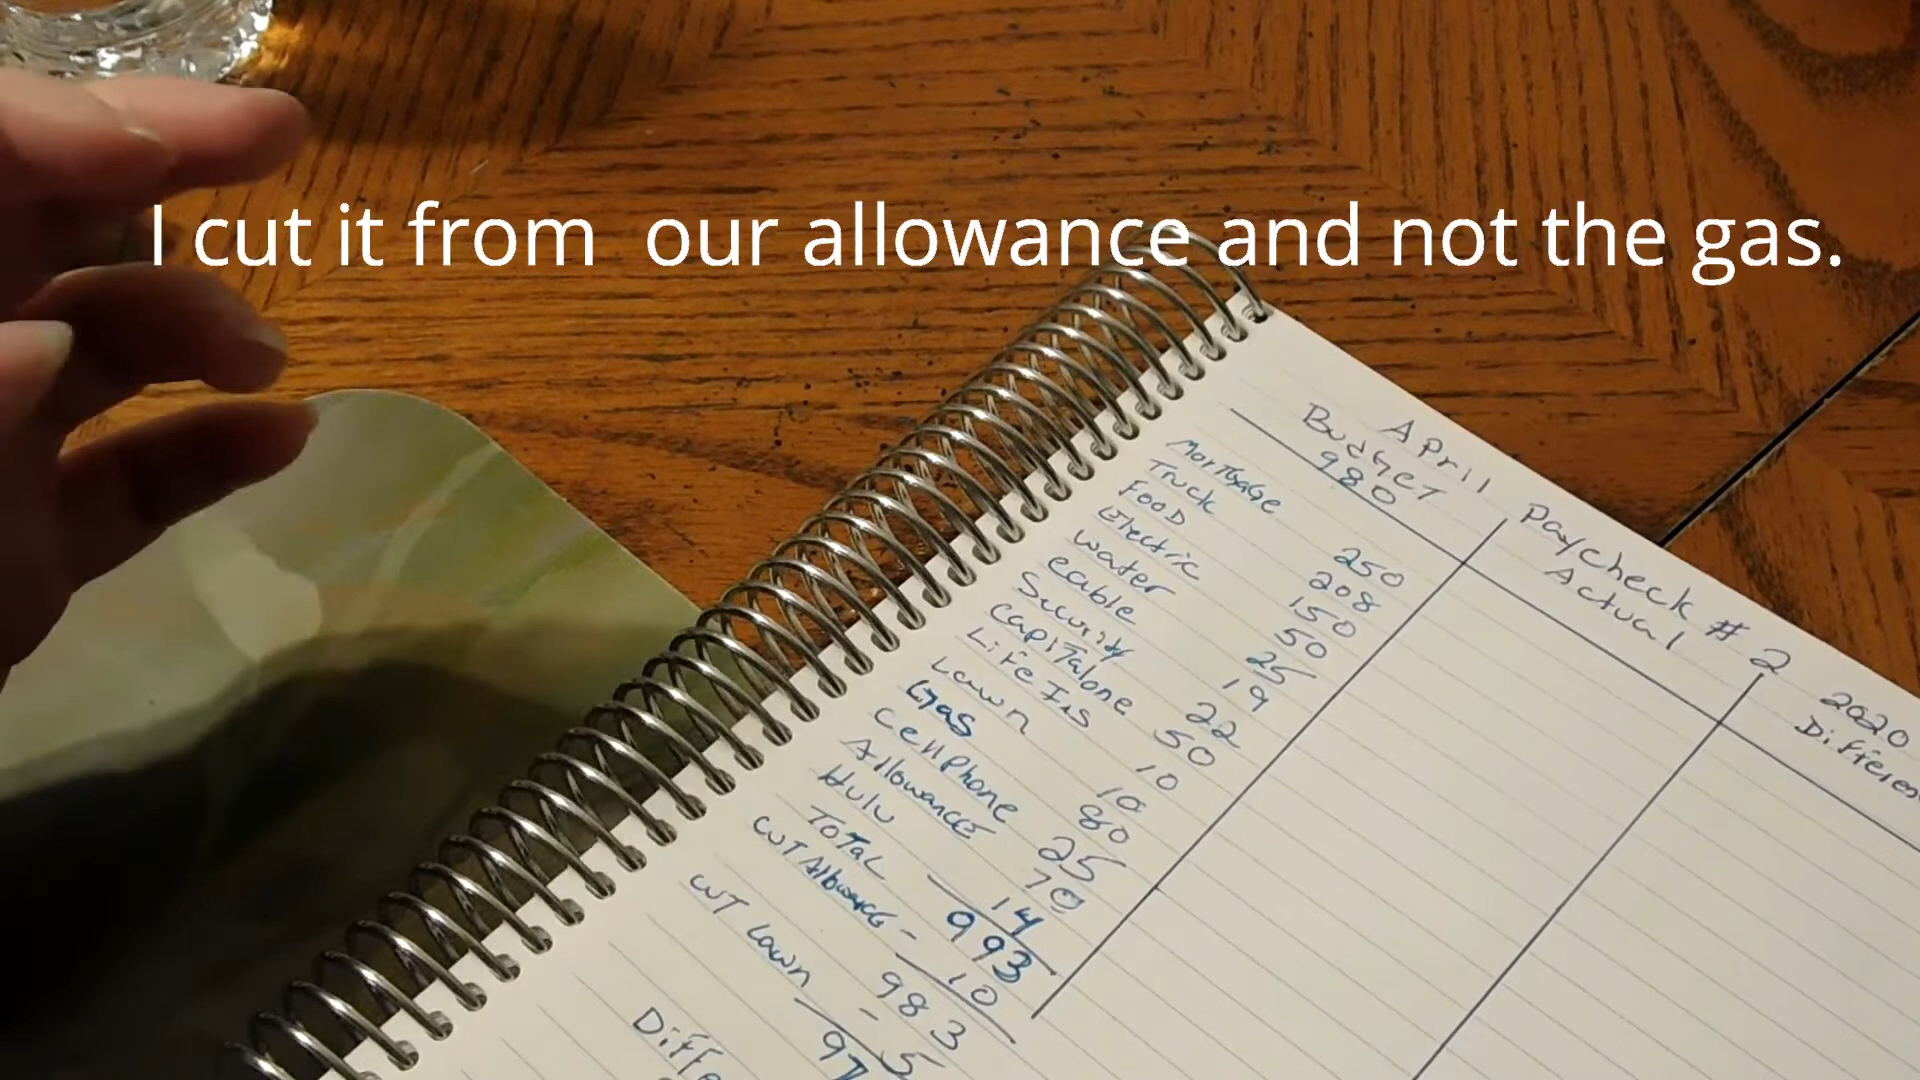 I cut it from our allowance and not the gas.
April Paycheck # 2 2020
Budget Actual
980
Mortgage 250
Truck 208
Food 150
Electric 50
Water 25
cable 19
Security 22
Capitalone 50
Life Ins 10
Lawn 10
Gas 80
Cellphone 25
Allowance 70
Hulu 14
Total 993
CUT Allowance - 10
983
CUT Lawn - 5